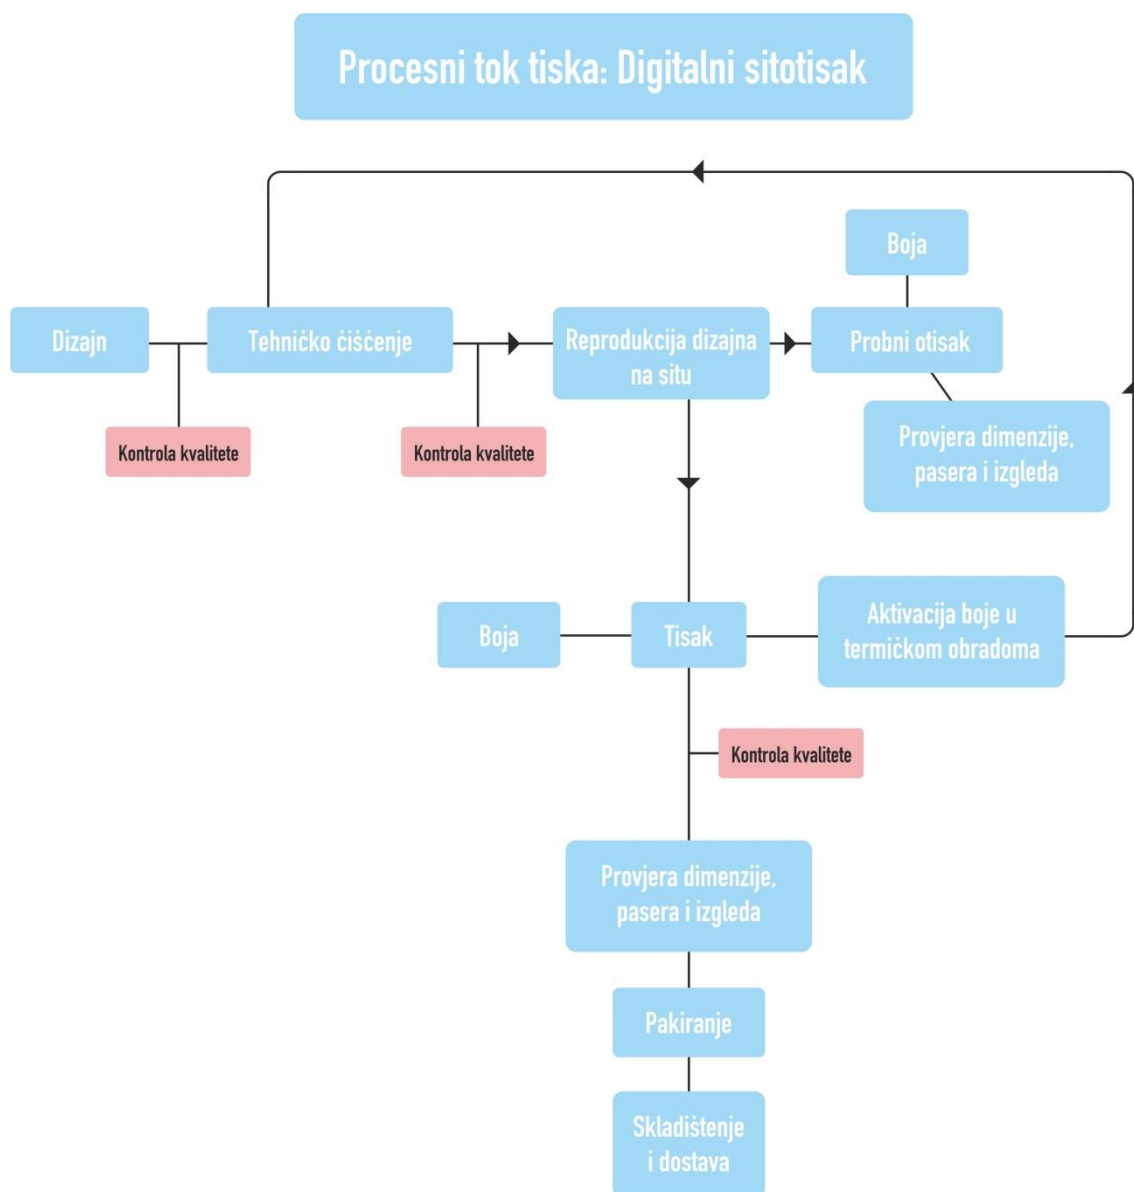 Procesni tok tiska: Digitalni sitotisak
Boja
Dizajn
Tehničko čišćenje
Reprodukcija dizajna
na situ
Probni otisak
Kontrola kvalitete
Kontrola kvalitete
Provjera dimenzije,
pasera i izgleda
Boja
Tisak
Aktivacija boje u
termičkom obradoma
Kontrola kvalitete
Provjera dimenzije,
pasera i izgleda
Pakiranje
Skladištenje
i dostava